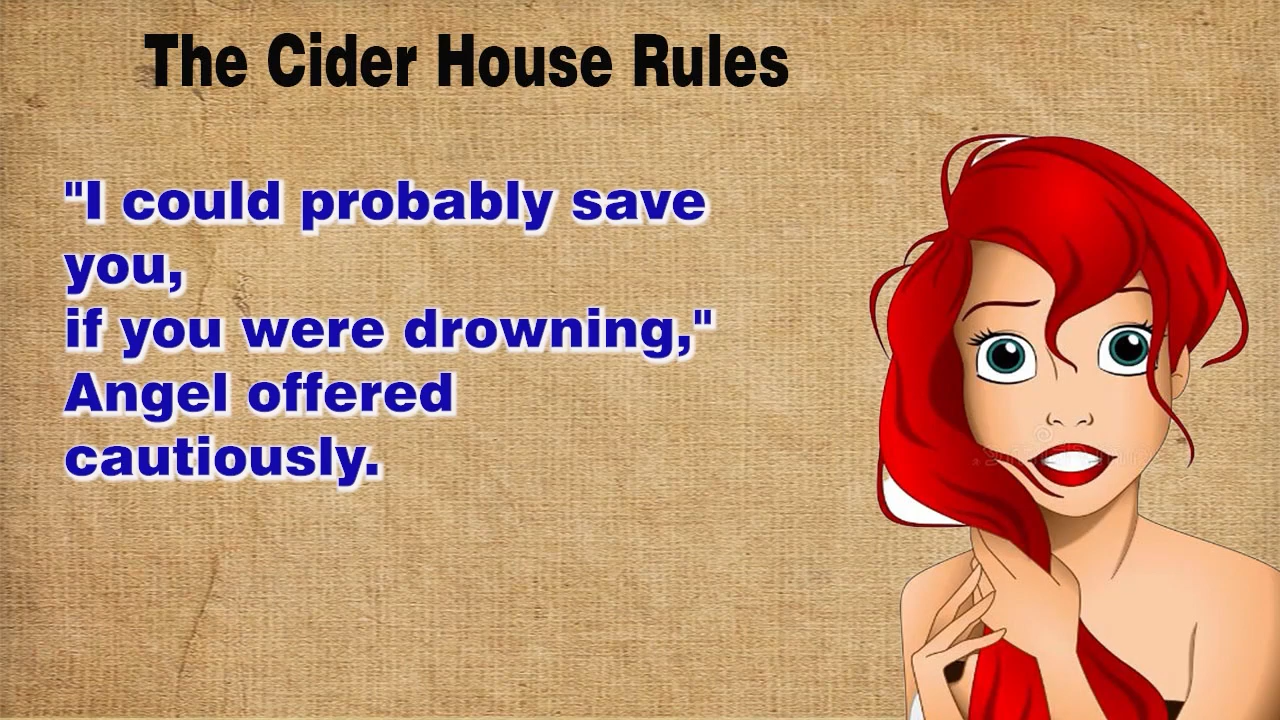 The Cider House Rules
"I could probably save
you,
if you were drowning,"
Angel offered
cautiously.